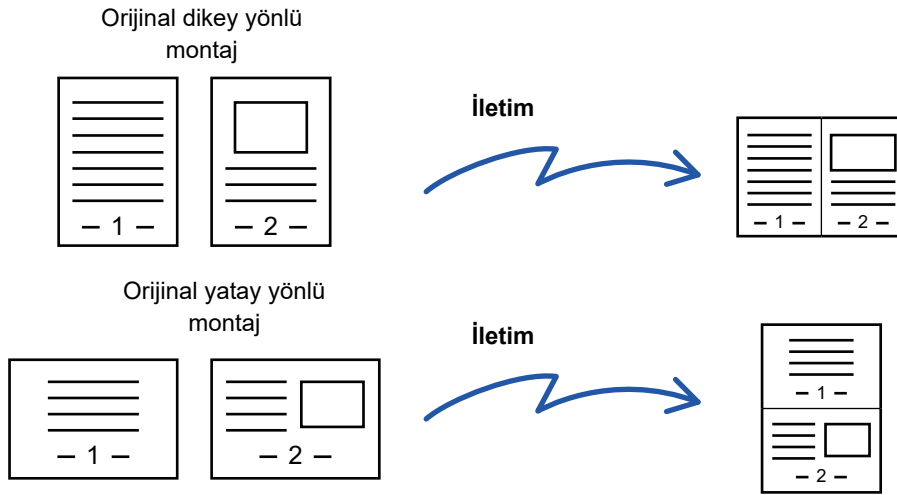 Orijinal dikey yönlü
montaj
İletim
– 1 –
– 2 –
– 1 –
– 2 –
Orijinal yatay yönlü
montaj
İletim
– 1 –
– 2 –
– 1 –
– 2 –